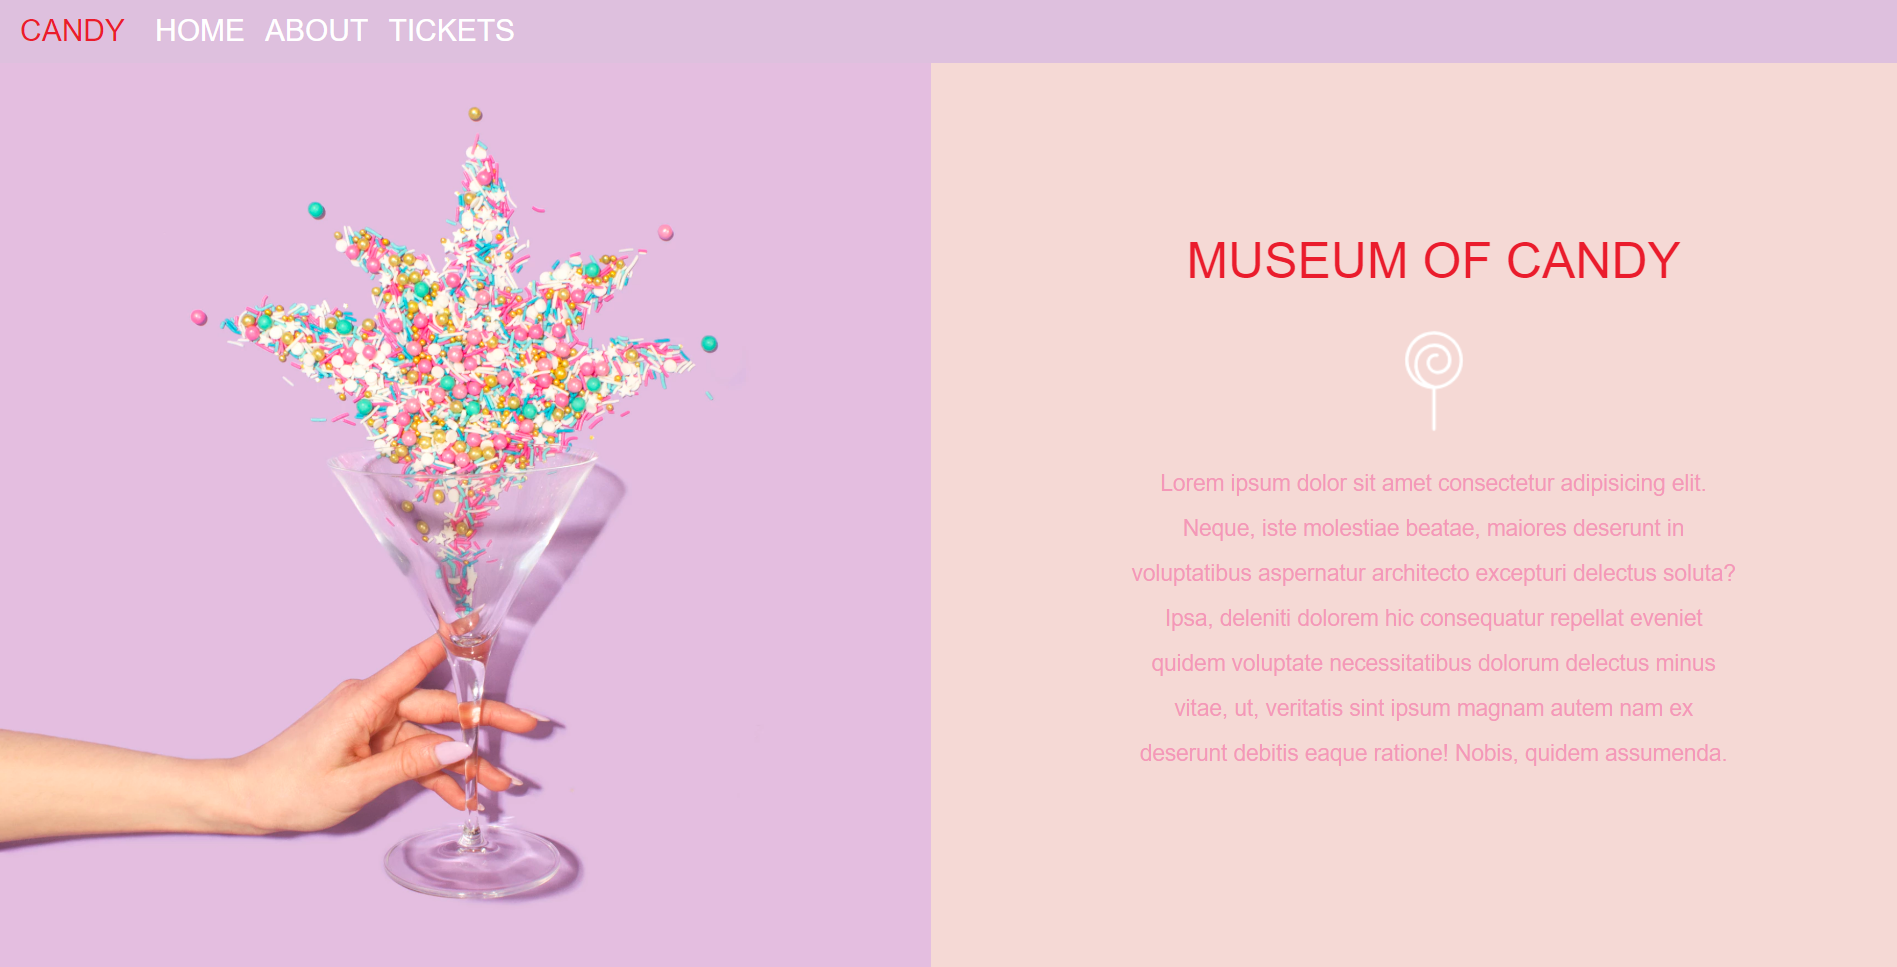 CANDY HOME ABOUT TICKETS
MUSEUM OF CANDY
Lorem ipsum dolor sit amet consectetur adipisicing elit.
Neque, iste molestiae beatae, maiores deserunt in
voluptatibus aspernatur architecto excepturi delectus soluta?
Ipsa, deleniti dolorem hic consequatur repellat eveniet
quidem voluptate necessitatibus dolorum delectus minus
vitae, ut, veritatis sint ipsum magnam autem nam ex
deserunt debitis eaque ratione! Nobis, quidem assumenda.